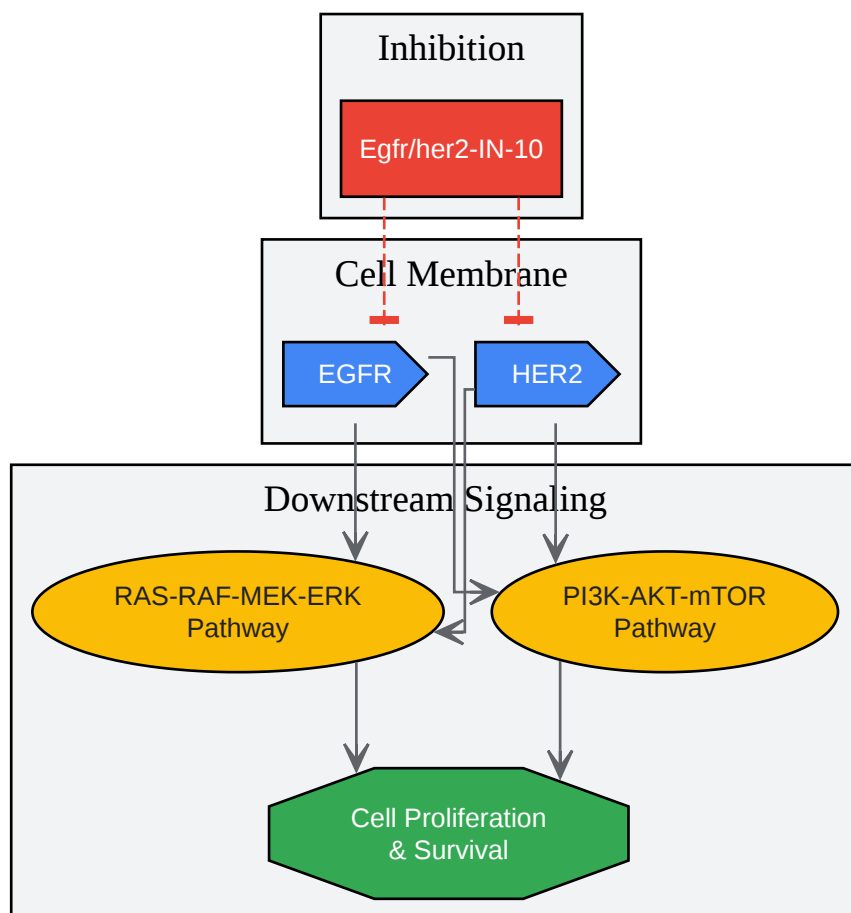 Inhibition
Egfr/her2-IN-10
Cell Membrane
EGFR
HER2
Downstream Signaling
RAS-RAF-MEK-ERK
Pathway
PI3K-AKT-mTOR
Pathway
Cell Proliferation
& Survival